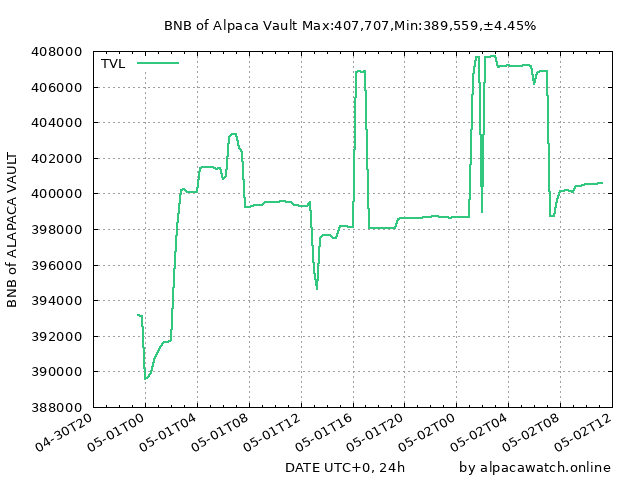 BNB of Alpaca Vault Max:407,707,Min:389,559,±4.45%
TVL
BNB of ALAPACA VAULT
408000
406000
404000
402000
400000
398000
396000
394000
392000
390000
388000
04-30T20
05-01T00
05-01T04
05-01T08
05-01T12
05-01T16
05-01T20
05-02T00
05-02T04
05-02T08
05-02T12
DATE UTC+0, 24h
by alpacawatch.online